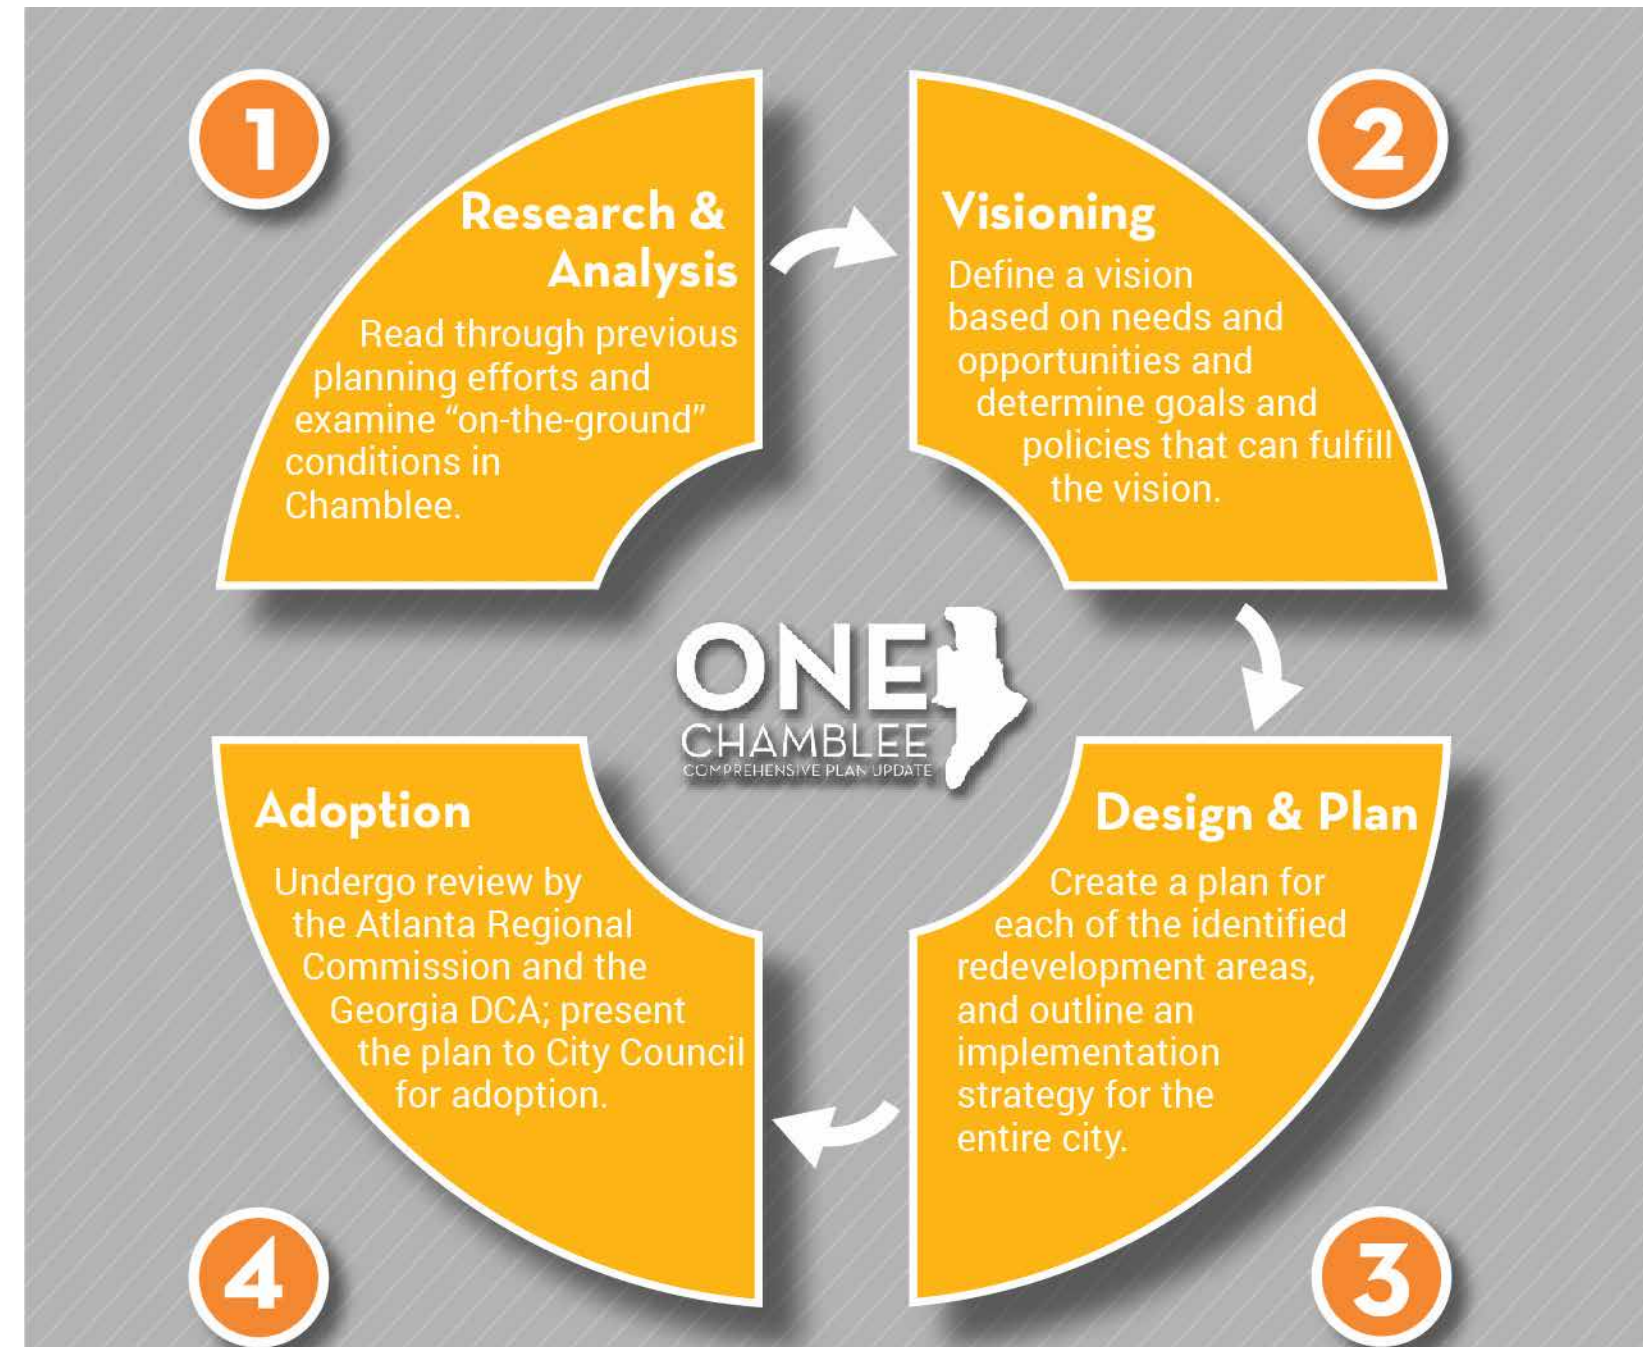 1
Research &
Analysis
Read through previous
planning efforts and
examine “on-the-ground”
conditions in
Chamblee.
2
Visioning
Define a vision
based on needs and
opportunities and
determine goals and
policies that can fulfill
the vision.
ONE
CHAMBLEE
COMPREHENSIVE PLAN UPDATE
3
Design & Plan
Create a plan for
each of the identified
redevelopment areas,
and outline an
implementation
strategy for the
entire city.
4
Adoption
Undergo review by
the Atlanta Regional
Commission and the
Georgia DCA; present
the plan to City Council
for adoption.